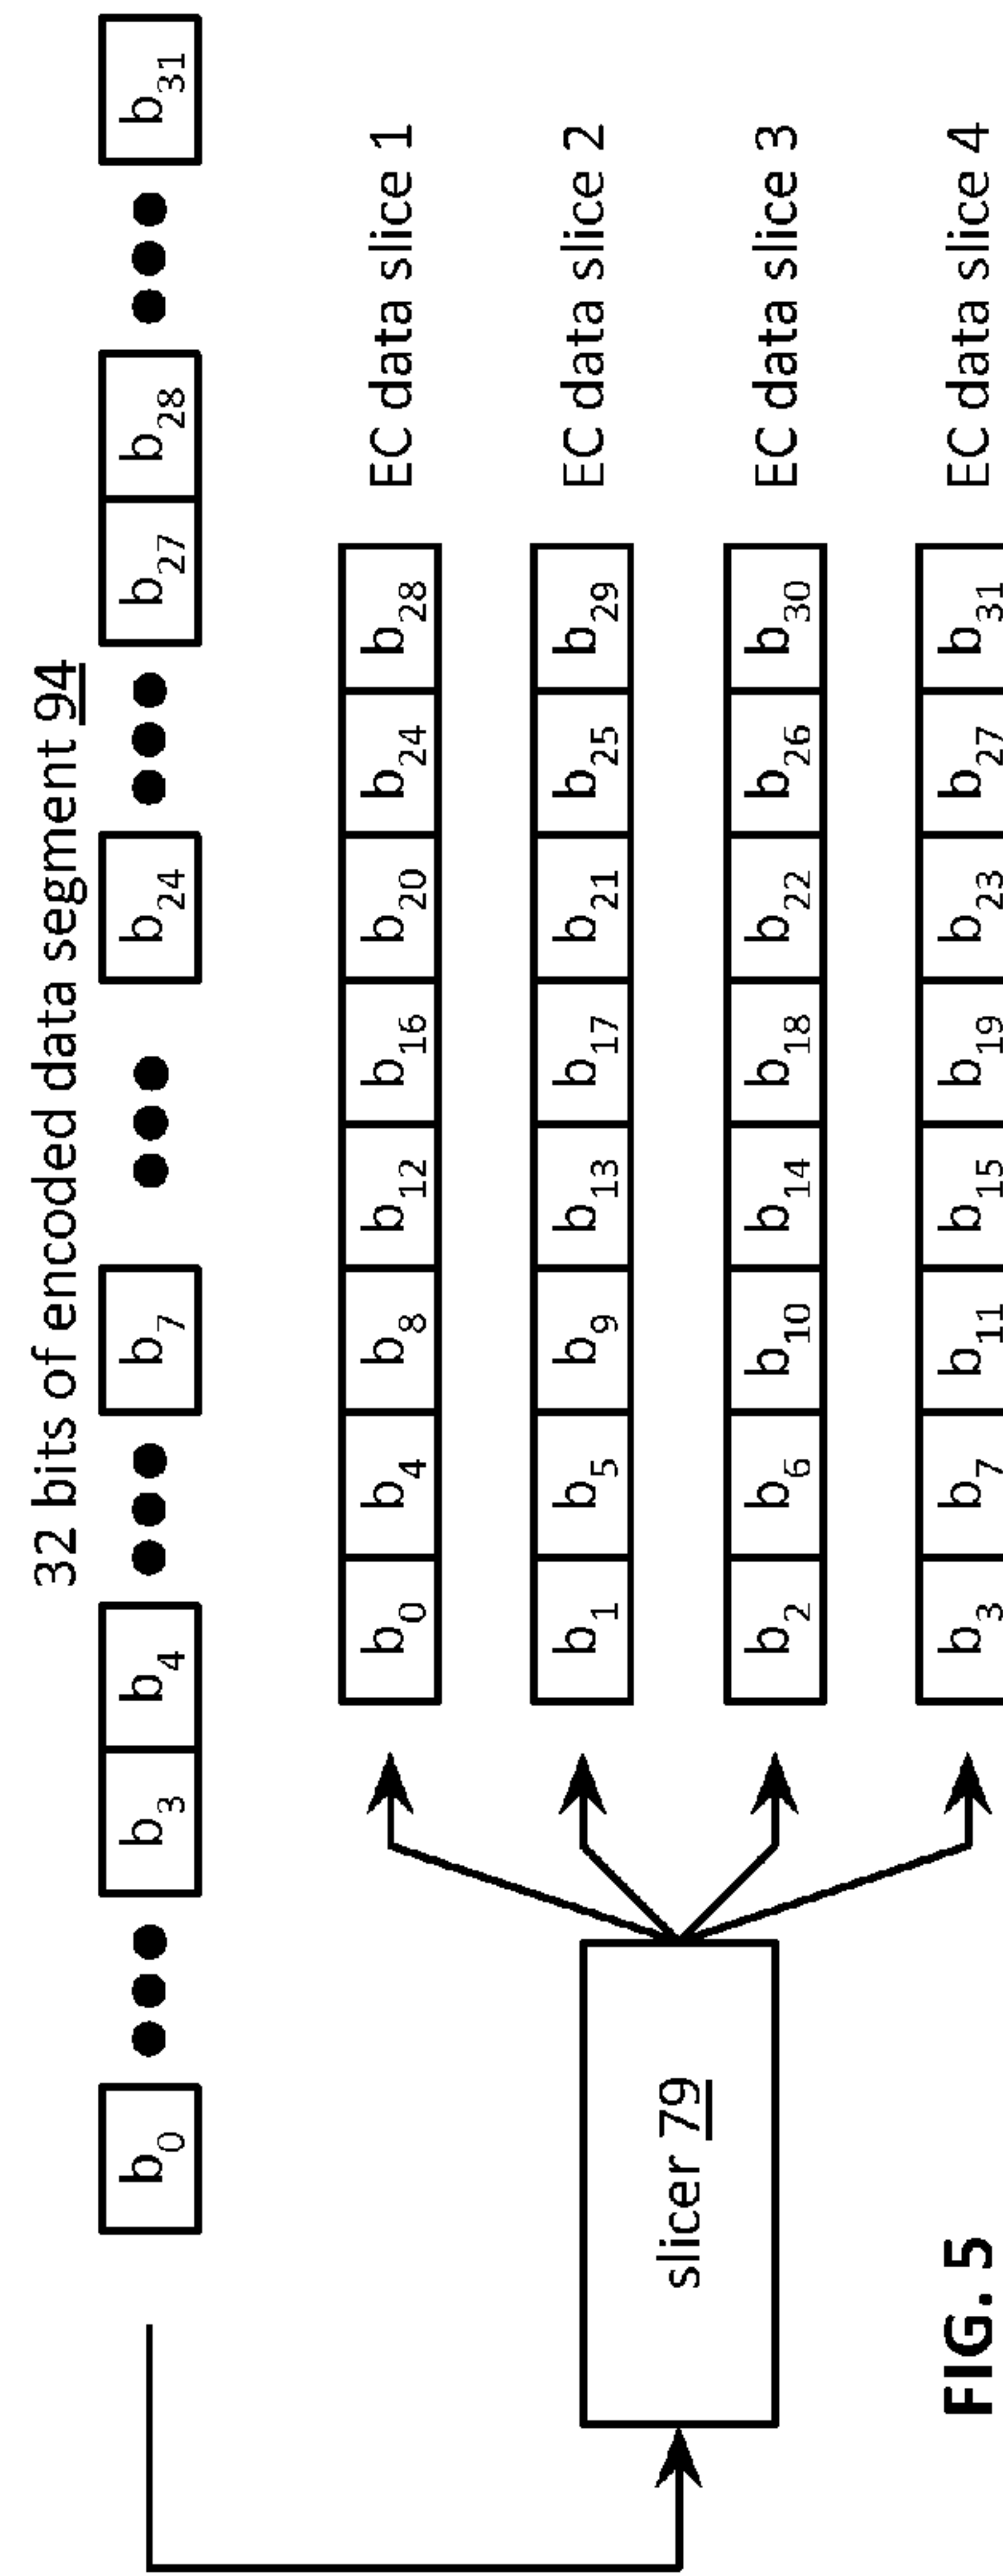 32 bits of encoded data segment 94
b0 ••• b3 b4 ••• b7 ••• b24 ••• b27 b28 ••• b31
b0 b4 b8 b12 b16 b20 b24 b28 EC data slice 1
b1 b5 b9 b13 b17 b21 b25 b29 EC data slice 2
slicer 79
b2 b6 b10 b14 b18 b22 b26 b30 EC data slice 3
b3 b7 b11 b15 b19 b23 b27 b31 EC data slice 4
FIG. 5